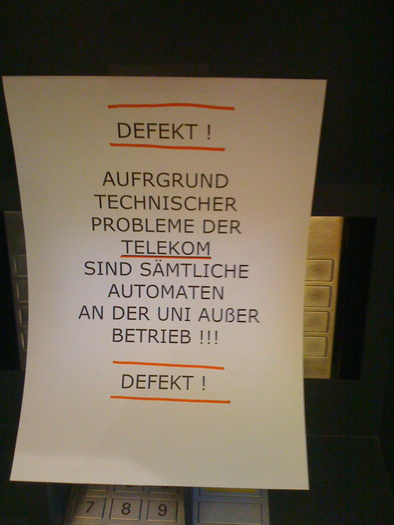 DEFEKT !
AUFRGRUND
TECHNISCHER
PROBLEME DER
TELEKOM
SIND SÄMTLICHE
AUTOMATEN
AN DER UNI AUßER
BETRIEB !!!
DEFEKT !
7 8 9